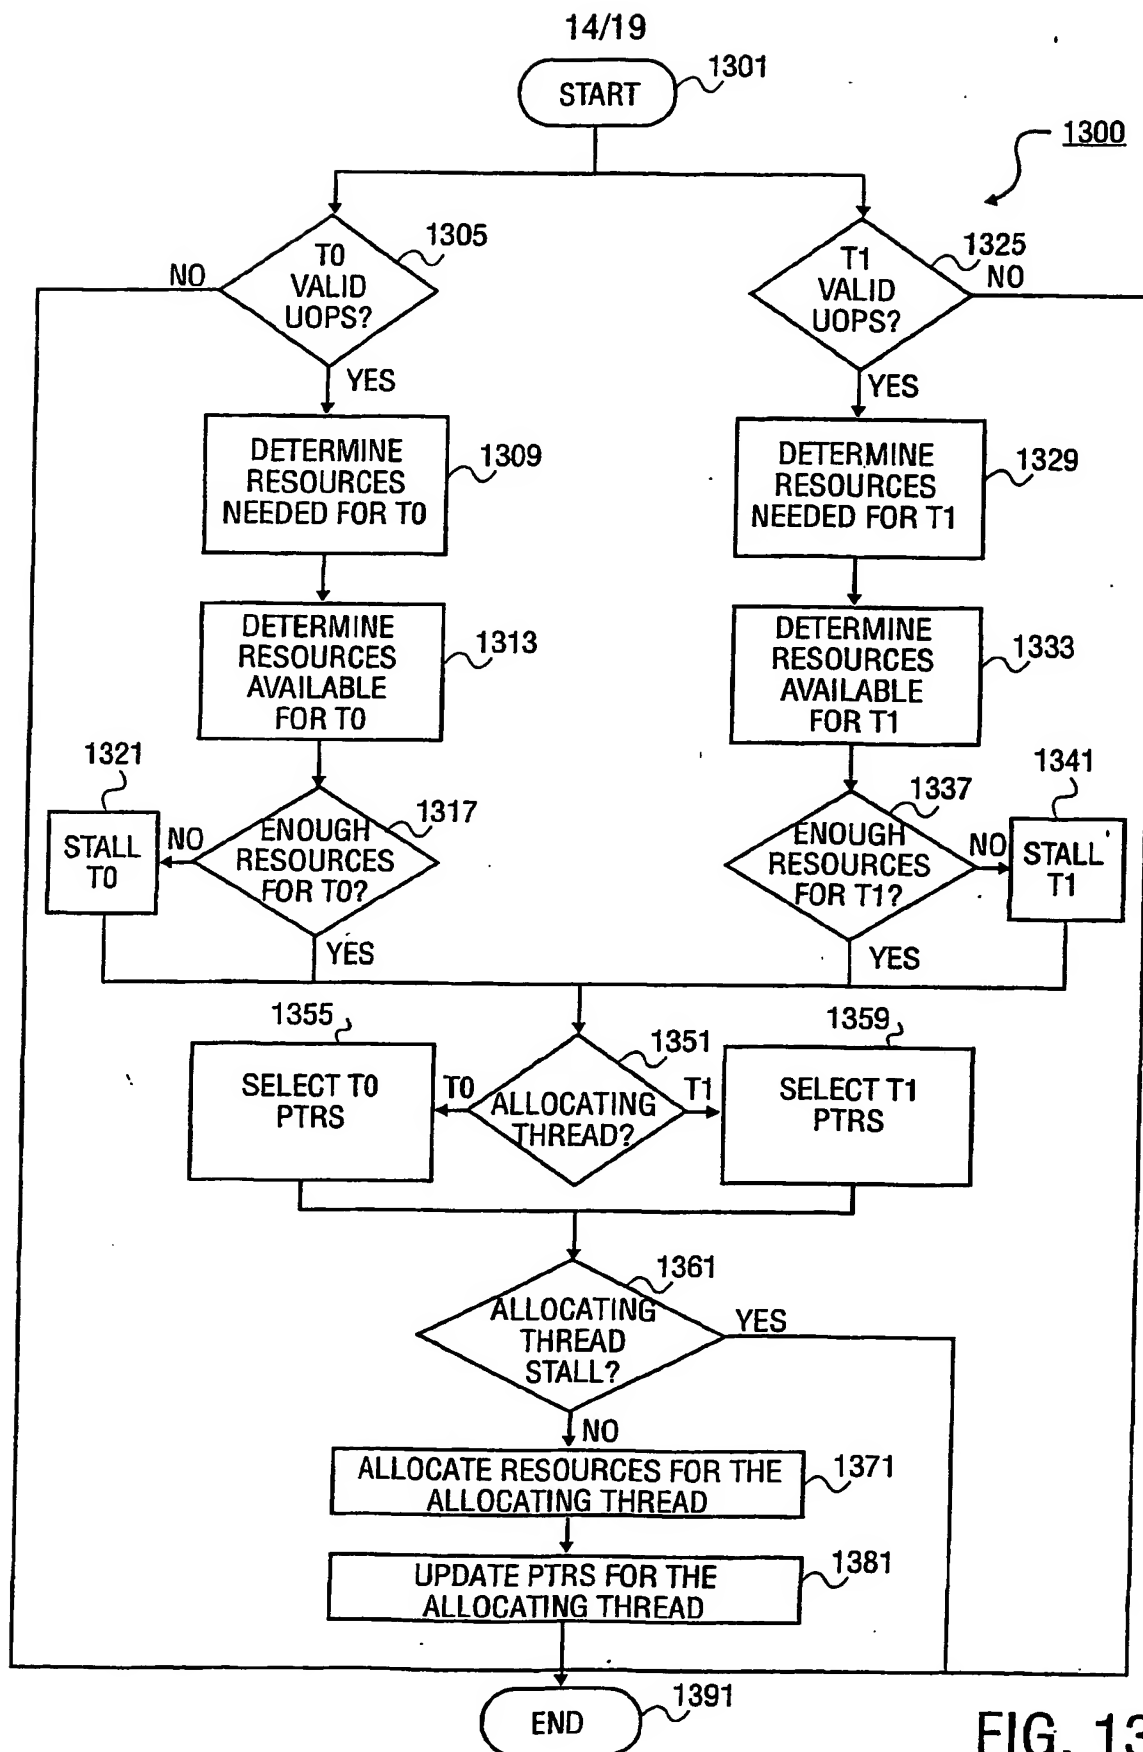 14/19
START
1301
1300
T0
VALID
UOPS?
1305
NO
YES
T1
VALID
UOPS?
1325
NO
YES
DETERMINE
RESOURCES
NEEDED FOR T0
1309
DETERMINE
RESOURCES
NEEDED FOR T1
1329
DETERMINE
RESOURCES
AVAILABLE
FOR T0
1313
DETERMINE
RESOURCES
AVAILABLE
FOR T1
1333
1321
STALL
T0
NO
ENOUGH
RESOURCES
FOR T0?
1317
YES
ENOUGH
RESOURCES
FOR T1?
1337
NO
YES
1341
STALL
T1
1355
SELECT T0
PTRS
T0
ALLOCATING
THREAD?
1351
T1
1359
SELECT T1
PTRS
ALLOCATING
THREAD
STALL?
1361
YES
NO
ALLOCATE RESOURCES FOR THE
ALLOCATING THREAD
1371
UPDATE PTRS FOR THE
ALLOCATING THREAD
1381
END
1391
FIG. 13